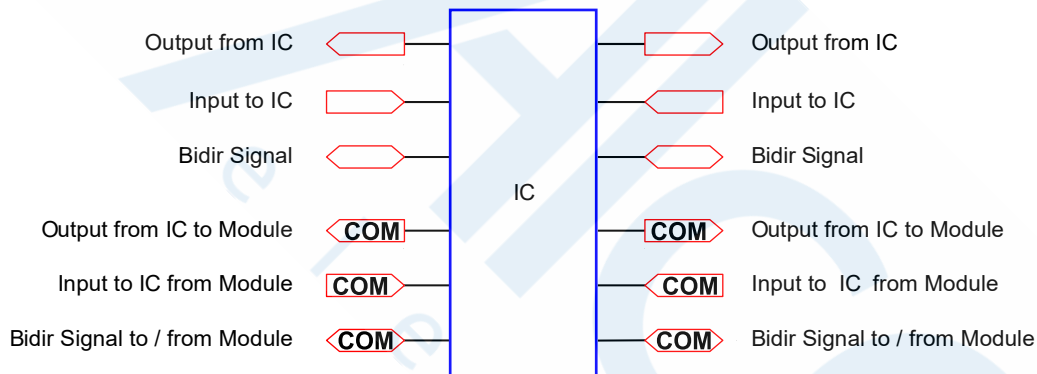 Output from IC
Output from IC
Input to IC
Input to IC
Bidir Signal
Bidir Signal
IC
Output from IC to Module
COM
COM
Output from IC to Module
Input to IC from Module
COM
COM
Input to IC from Module
Bidir Signal to / from Module
COM
COM
Bidir Signal to / from Module